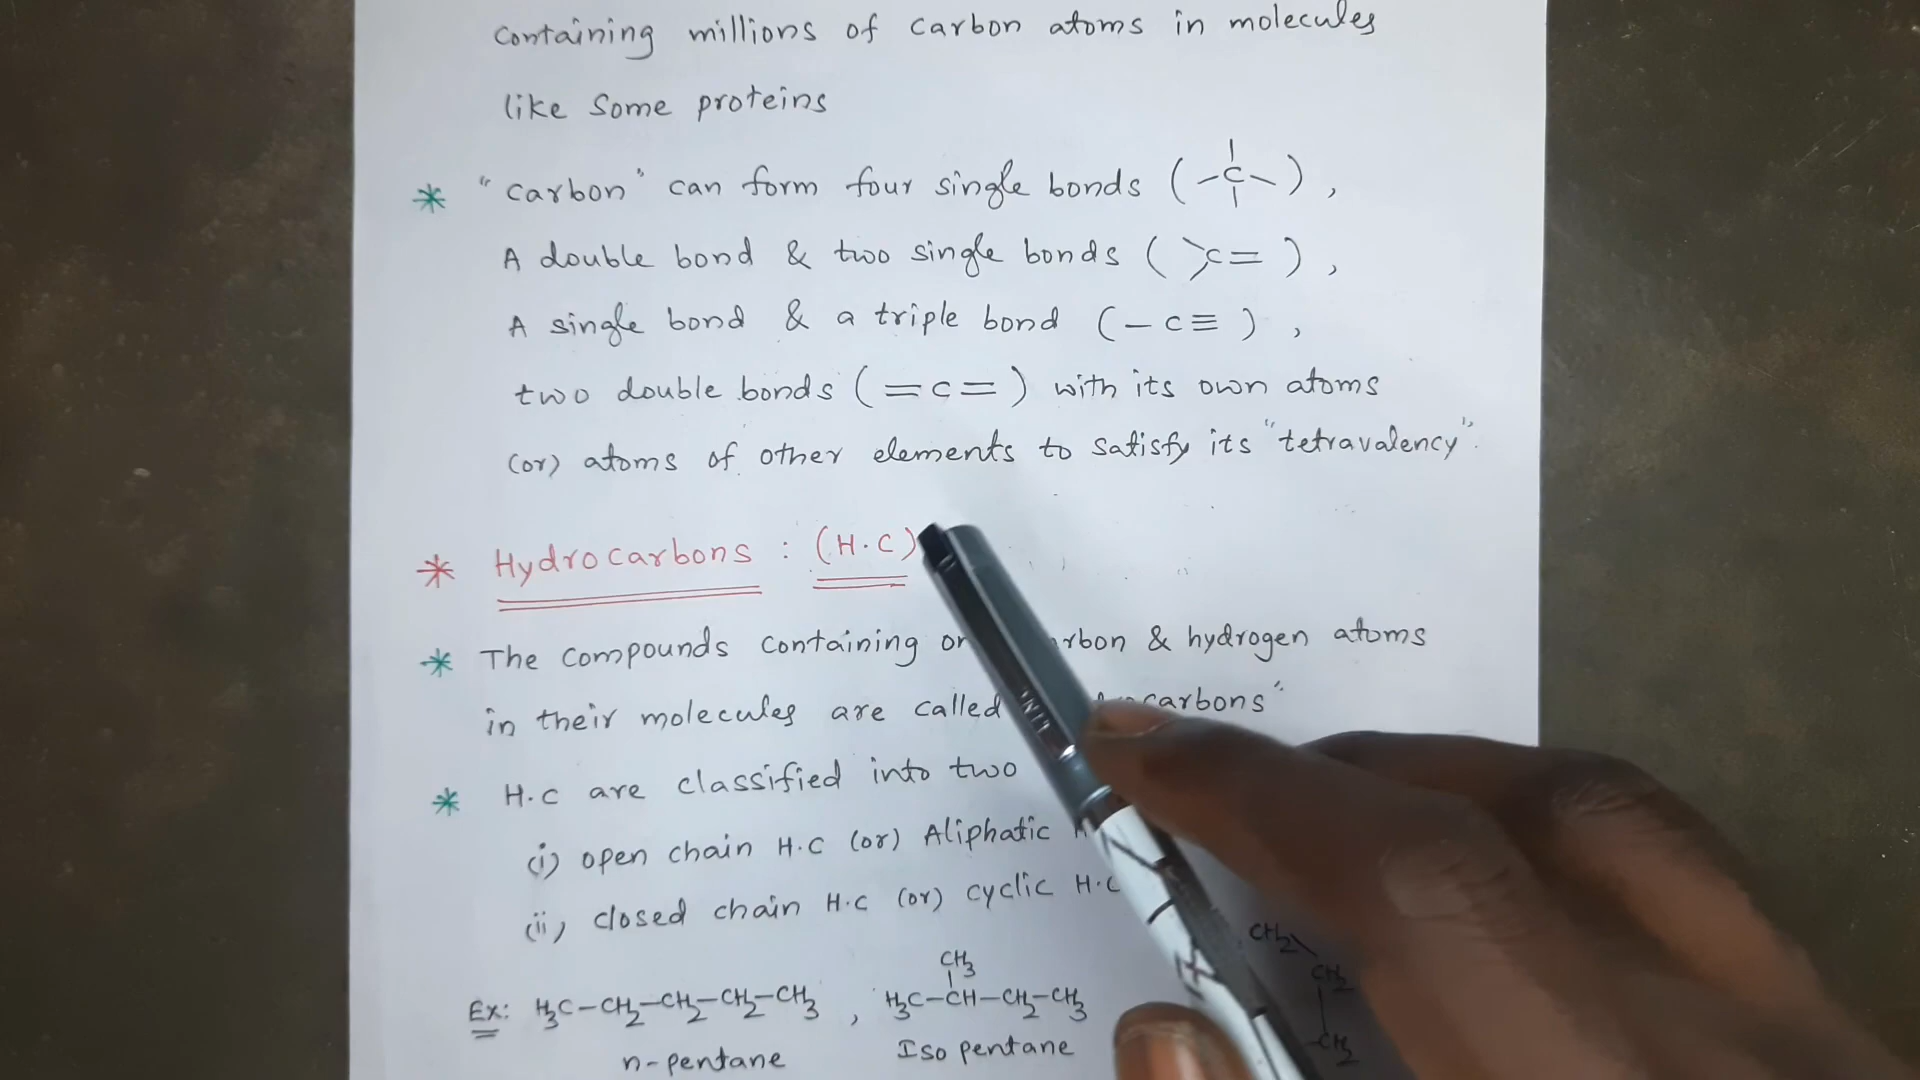 containing millions of carbon atoms in molecules
like some proteins
* "carbon" can form four single bonds (-C-),
A double bond & two single bonds ( >c= ),
A single bond & a triple bond (-c≡ ),
two double bonds (=c=) with its own atoms
(or) atoms of other elements to satisfy its "tetravalency".
* Hydrocarbons : (H.C)
* The compounds containing & hydrogen atoms
in their molecules are called
* H.C are classified into two
(i) open chain H.C (or) Aliphatic
(ii) closed chain H.C (or) cyclic H.C
CH2
CH3
CH2
Ex: H3C-CH2-CH2-CH2-CH3 , H3C-CH-CH2-CH3
CH2
n-pentane Iso pentane